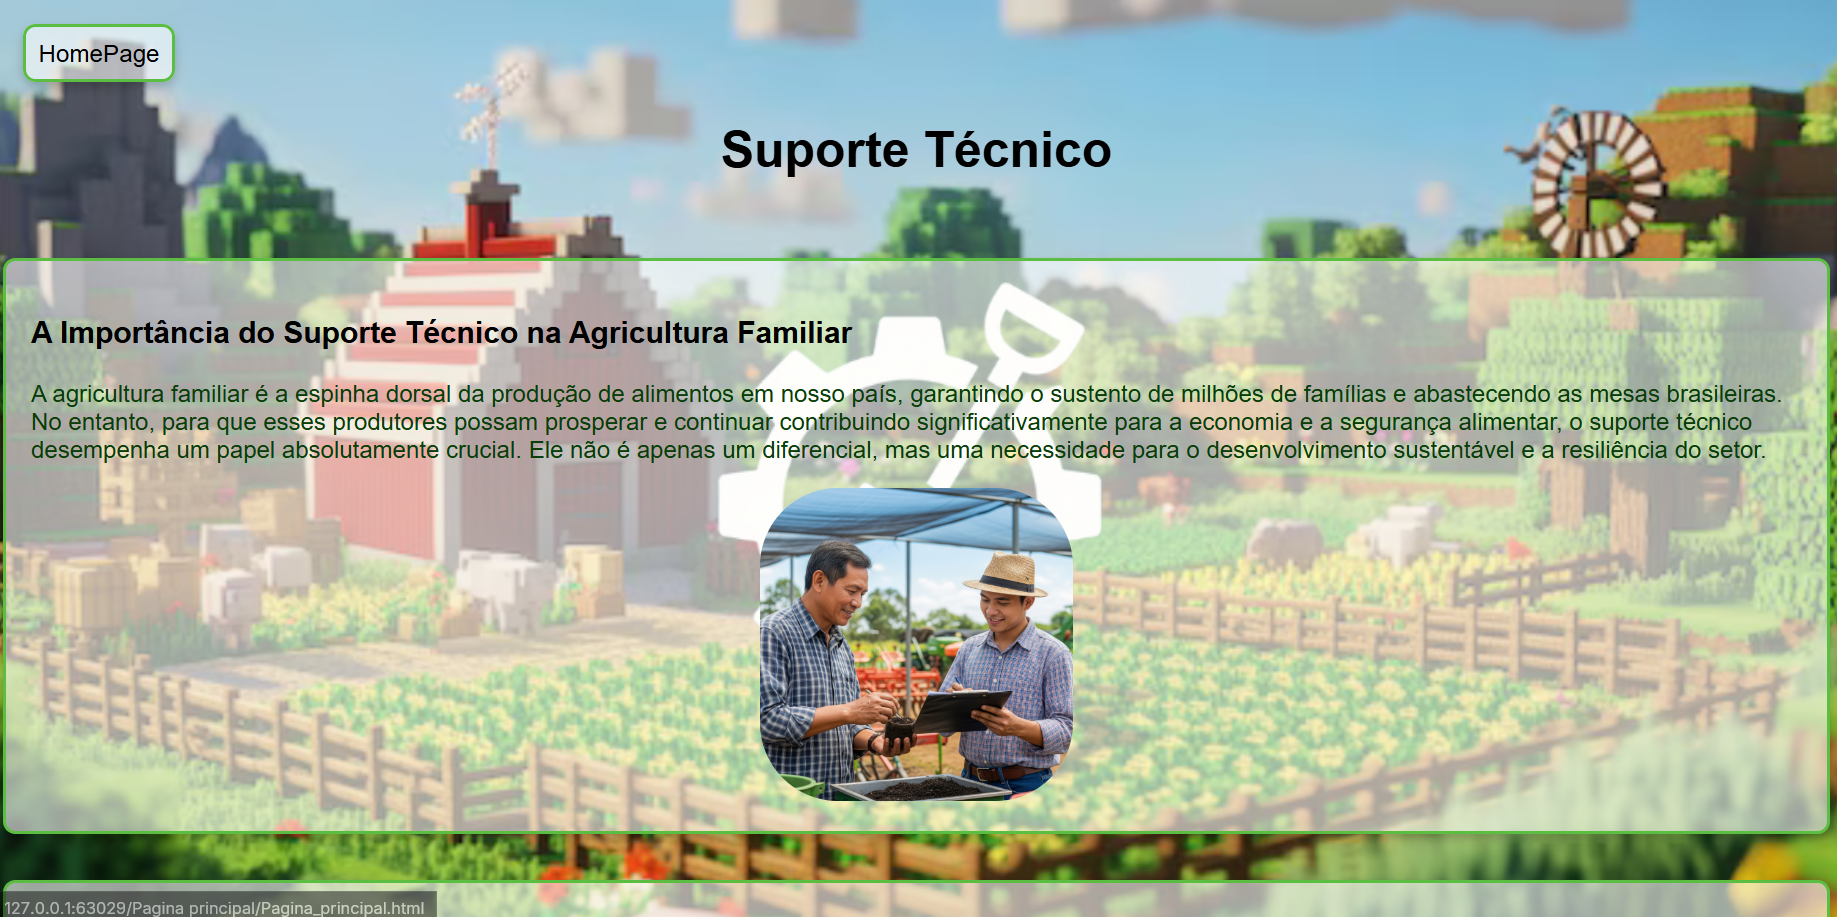 HomePage
Suporte Técnico
A Importância do Suporte Técnico na Agricultura Familiar
A agricultura familiar é a espinha dorsal da produção de alimentos em nosso país, garantindo o sustento de milhões de famílias e abastecendo as mesas brasileiras.
No entanto, para que esses produtores possam prosperar e continuar contribuindo significativamente para a economia e a segurança alimentar, o suporte técnico
desempenha um papel absolutamente crucial. Ele não é apenas um diferencial, mas uma necessidade para o desenvolvimento sustentável e a resiliência do setor.
127.0.0.1:63029/Pagina principal/Pagina_principal.html